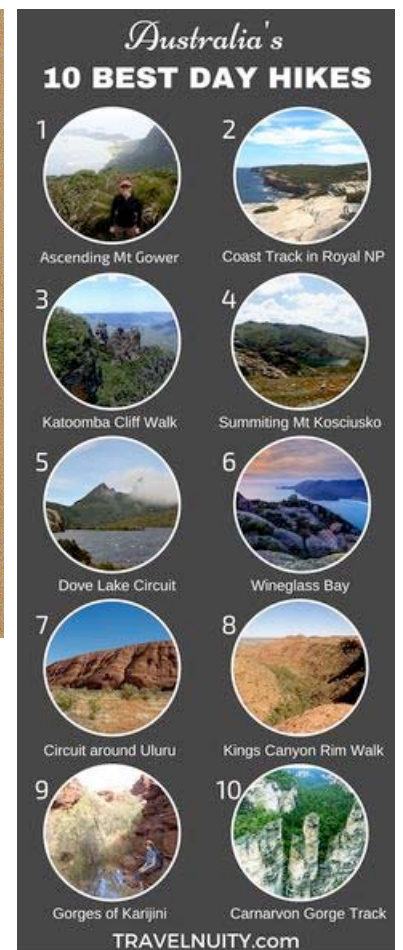 Australia's
10 BEST DAY HIKES
1
Ascending Mt Gower
2
Coast Track in Royal NP
3
Katoomba Cliff Walk
4
Summiting Mt Kosciusko
5
Dove Lake Circuit
6
Wineglass Bay
7
Circuit around Uluru
8
Kings Canyon Rim Walk
9
Gorges of Karijini
10
Carnarvon Gorge Track
TRAVELNUITY.com